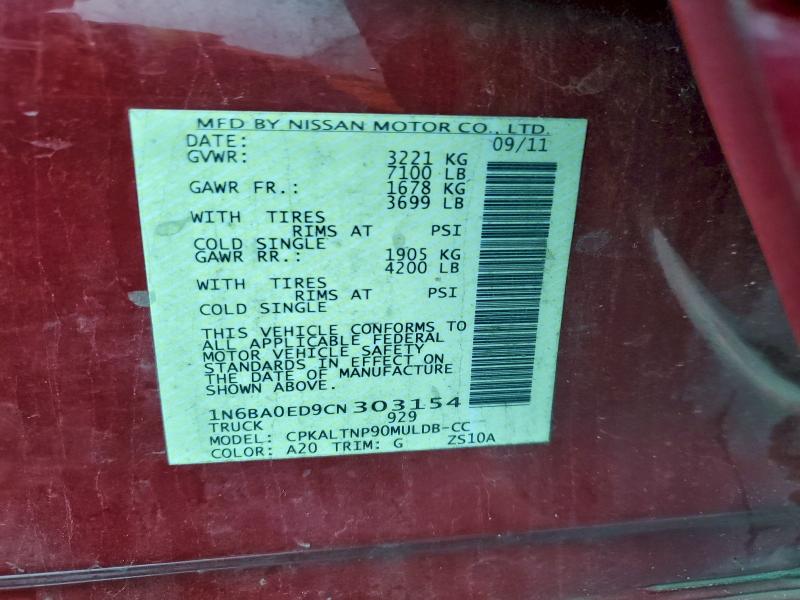 MFD BY NISSAN MOTOR CO., LTD.
DATE: 09/11
GVWR: 3221 KG
7100 LB
GAWR FR.: 1678 KG
3699 LB
WITH TIRES
RIMS AT PSI
COLD SINGLE
GAWR RR.: 1905 KG
4200 LB
WITH TIRES
RIMS AT PSI
COLD SINGLE
THIS VEHICLE CONFORMS TO
ALL APPLICABLE FEDERAL
MOTOR VEHICLE SAFETY
STANDARDS IN EFFECT ON
THE DATE OF MANUFACTURE
SHOWN ABOVE.
1N6BA0ED9CN303154
TRUCK 929
MODEL: CPKALTNP90MULDB-CC
COLOR: A20 TRIM: G ZS10A